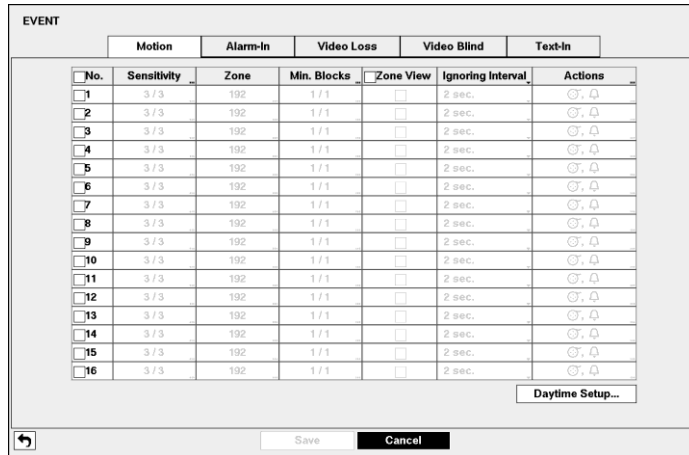 EVENT
Motion Alarm-In Video Loss Video Blind Text-In
No. Sensitivity Zone Min. Blocks ... Zone View Ignoring Interval Actions ...
1 3 / 3 ... 192 ... 1 / 1 ... 2 sec. ...
2 3 / 3 ... 192 ... 1 / 1 ... 2 sec. ...
3 3 / 3 ... 192 ... 1 / 1 ... 2 sec. ...
4 3 / 3 ... 192 ... 1 / 1 ... 2 sec. ...
5 3 / 3 ... 192 ... 1 / 1 ... 2 sec. ...
6 3 / 3 ... 192 ... 1 / 1 ... 2 sec. ...
7 3 / 3 ... 192 ... 1 / 1 ... 2 sec. ...
8 3 / 3 ... 192 ... 1 / 1 ... 2 sec. ...
9 3 / 3 ... 192 ... 1 / 1 ... 2 sec. ...
10 3 / 3 ... 192 ... 1 / 1 ... 2 sec. ...
11 3 / 3 ... 192 ... 1 / 1 ... 2 sec. ...
12 3 / 3 ... 192 ... 1 / 1 ... 2 sec. ...
13 3 / 3 ... 192 ... 1 / 1 ... 2 sec. ...
14 3 / 3 ... 192 ... 1 / 1 ... 2 sec. ...
15 3 / 3 ... 192 ... 1 / 1 ... 2 sec. ...
16 3 / 3 ... 192 ... 1 / 1 ... 2 sec. ...
Daytime Setup...
Save Cancel